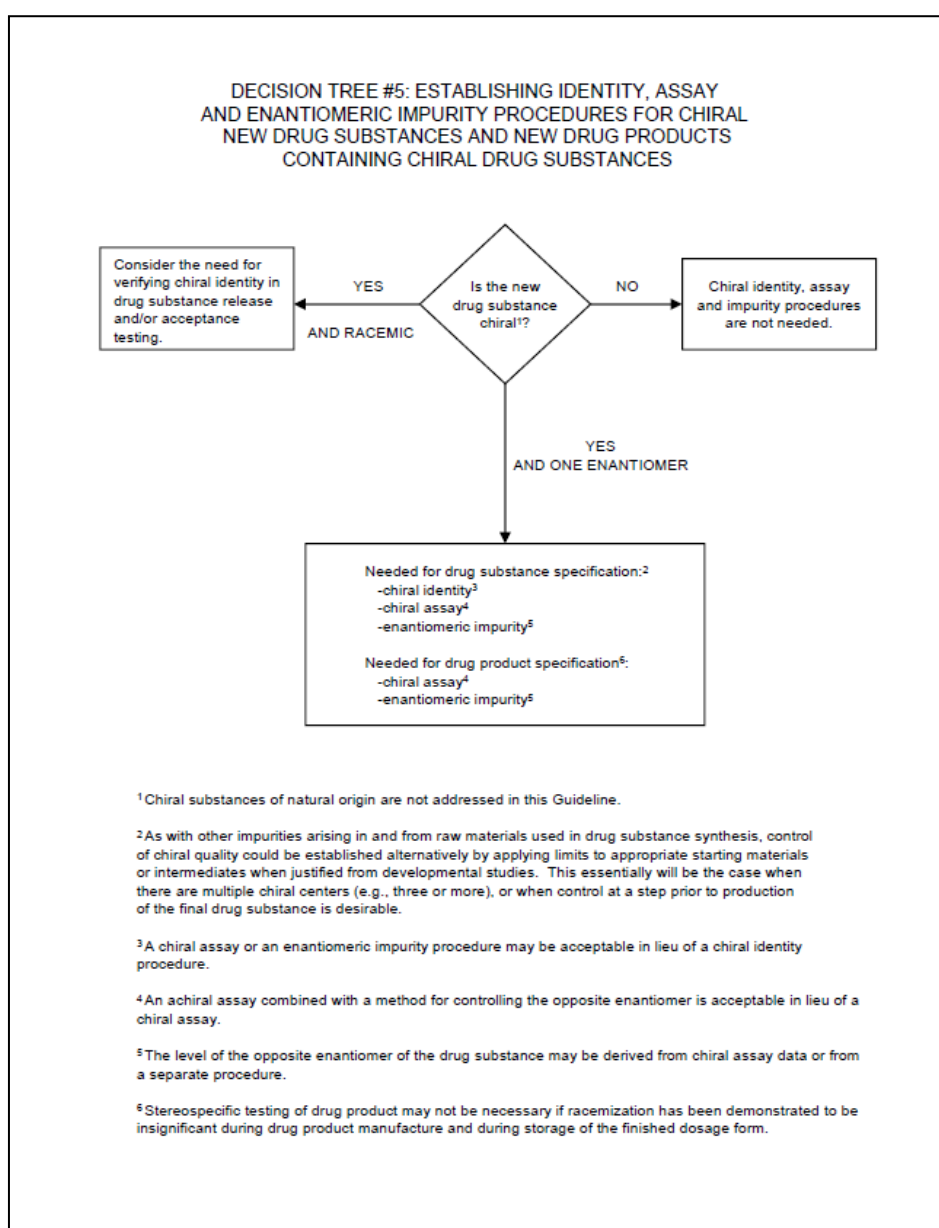 DECISION TREE #5: ESTABLISHING IDENTITY, ASSAY
AND ENANTIOMERIC IMPURITY PROCEDURES FOR CHIRAL
NEW DRUG SUBSTANCES AND NEW DRUG PRODUCTS
CONTAINING CHIRAL DRUG SUBSTANCES
Consider the need for
verifying chiral identity in
drug substance release
and/or acceptance
testing.
YES
AND RACEMIC
Is the new
drug substance
chiral¹?
NO
Chiral identity, assay
and impurity procedures
are not needed.
YES
AND ONE ENANTIOMER
Needed for drug substance specification:²
-chiral identity³
-chiral assay⁴
-enantiomeric impurity⁵
Needed for drug product specification⁶:
-chiral assay⁴
-enantiomeric impurity⁵
¹Chiral substances of natural origin are not addressed in this Guideline.
²As with other impurities arising in and from raw materials used in drug substance synthesis, control
of chiral quality could be established alternatively by applying limits to appropriate starting materials
or intermediates when justified from developmental studies. This essentially will be the case when
there are multiple chiral centers (e.g., three or more), or when control at a step prior to production
of the final drug substance is desirable.
³A chiral assay or an enantiomeric impurity procedure may be acceptable in lieu of a chiral identity
procedure.
⁴An achiral assay combined with a method for controlling the opposite enantiomer is acceptable in lieu of a
chiral assay.
⁵The level of the opposite enantiomer of the drug substance may be derived from chiral assay data or from
a separate procedure.
⁶Stereospecific testing of drug product may not be necessary if racemization has been demonstrated to be
insignificant during drug product manufacture and during storage of the finished dosage form.